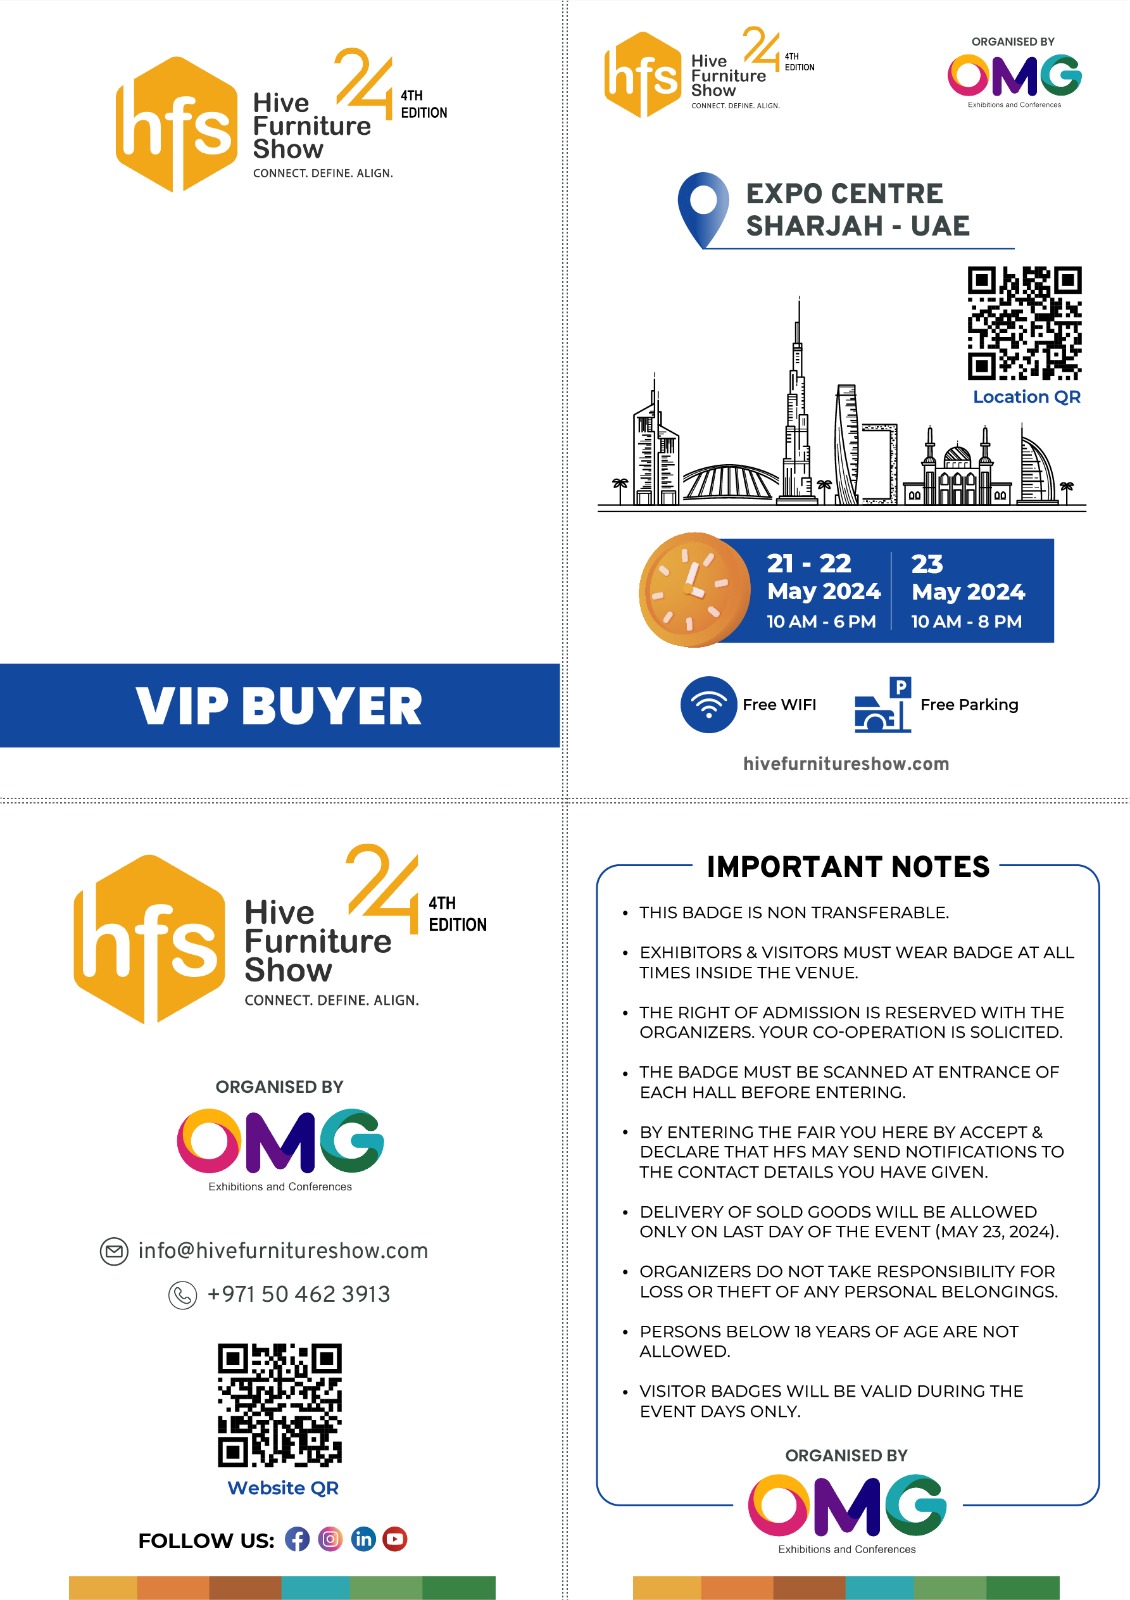 hfs
Hive
Furniture
Show
CONNECT. DEFINE. ALIGN.
24
4TH
EDITION
VIP BUYER
hfs
Hive
Furniture
Show
CONNECT. DEFINE. ALIGN.
24
4TH
EDITION
ORGANISED BY
OMG
Exhibitions and Conferences
EXPO CENTRE
SHARJAH - UAE
Location QR
21 - 22
May 2024
10 AM - 6 PM
23
May 2024
10 AM - 8 PM
Free WIFI
P
Free Parking
hivefurnitureshow.com
hfs
Hive
Furniture
Show
CONNECT. DEFINE. ALIGN.
24
4TH
EDITION
ORGANISED BY
OMG
Exhibitions and Conferences
info@hivefurnitureshow.com
+971 50 462 3913
Website QR
FOLLOW US:
IMPORTANT NOTES
• THIS BADGE IS NON TRANSFERABLE.
• EXHIBITORS & VISITORS MUST WEAR BADGE AT ALL
TIMES INSIDE THE VENUE.
• THE RIGHT OF ADMISSION IS RESERVED WITH THE
ORGANIZERS. YOUR CO-OPERATION IS SOLICITED.
• THE BADGE MUST BE SCANNED AT ENTRANCE OF
EACH HALL BEFORE ENTERING.
• BY ENTERING THE FAIR YOU HERE BY ACCEPT &
DECLARE THAT HFS MAY SEND NOTIFICATIONS TO
THE CONTACT DETAILS YOU HAVE GIVEN.
• DELIVERY OF SOLD GOODS WILL BE ALLOWED
ONLY ON LAST DAY OF THE EVENT (MAY 23, 2024).
• ORGANIZERS DO NOT TAKE RESPONSIBILITY FOR
LOSS OR THEFT OF ANY PERSONAL BELONGINGS.
• PERSONS BELOW 18 YEARS OF AGE ARE NOT
ALLOWED.
• VISITOR BADGES WILL BE VALID DURING THE
EVENT DAYS ONLY.
ORGANISED BY
OMG
Exhibitions and Conferences